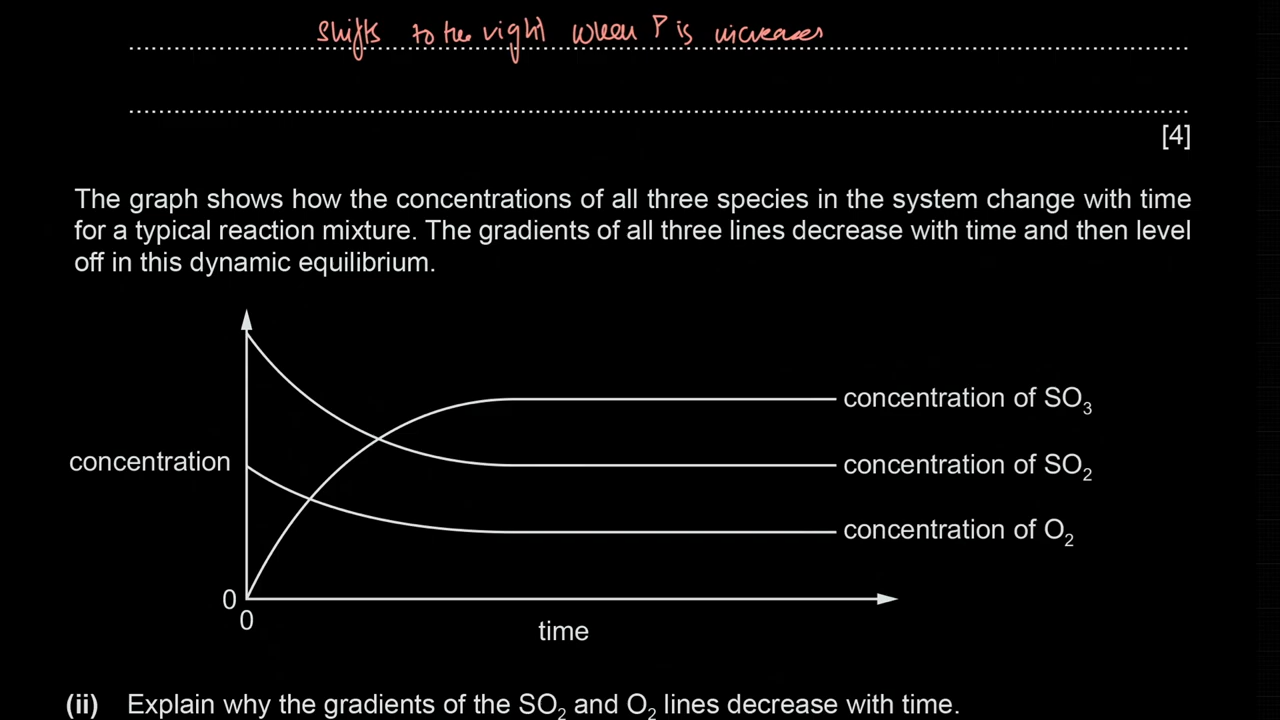 shifts to the right when P is increases
[4]
The graph shows how the concentrations of all three species in the system change with time
for a typical reaction mixture. The gradients of all three lines decrease with time and then level
off in this dynamic equilibrium.
concentration of SO₃
concentration
concentration of SO₂
concentration of O₂
0
0
time
(ii) Explain why the gradients of the SO₂ and O₂ lines decrease with time.